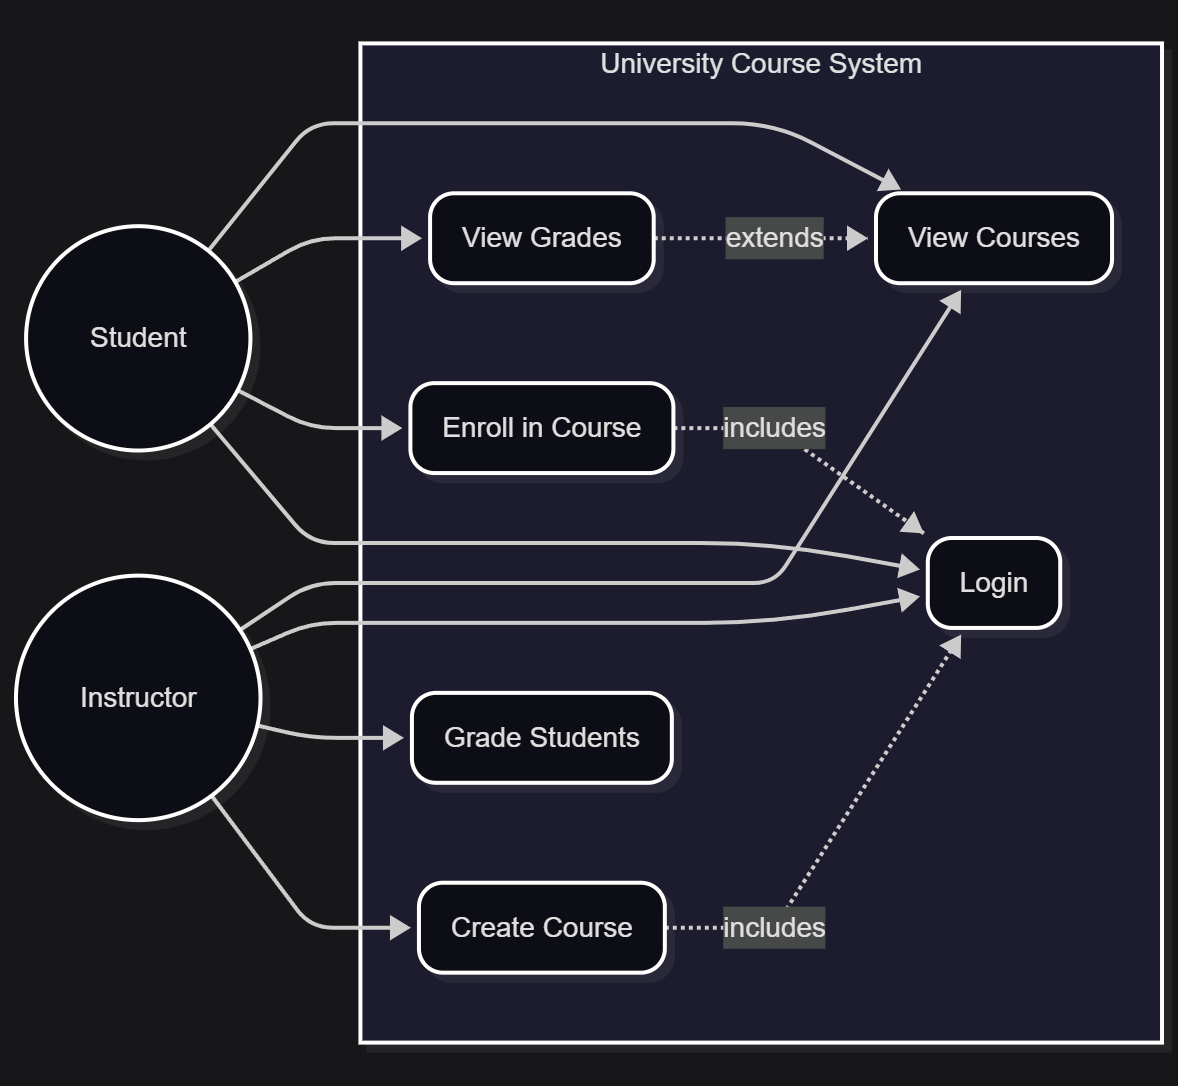 University Course System
View Grades
extends
View Courses
Student
Enroll in Course
includes
Login
Instructor
Grade Students
Create Course
includes